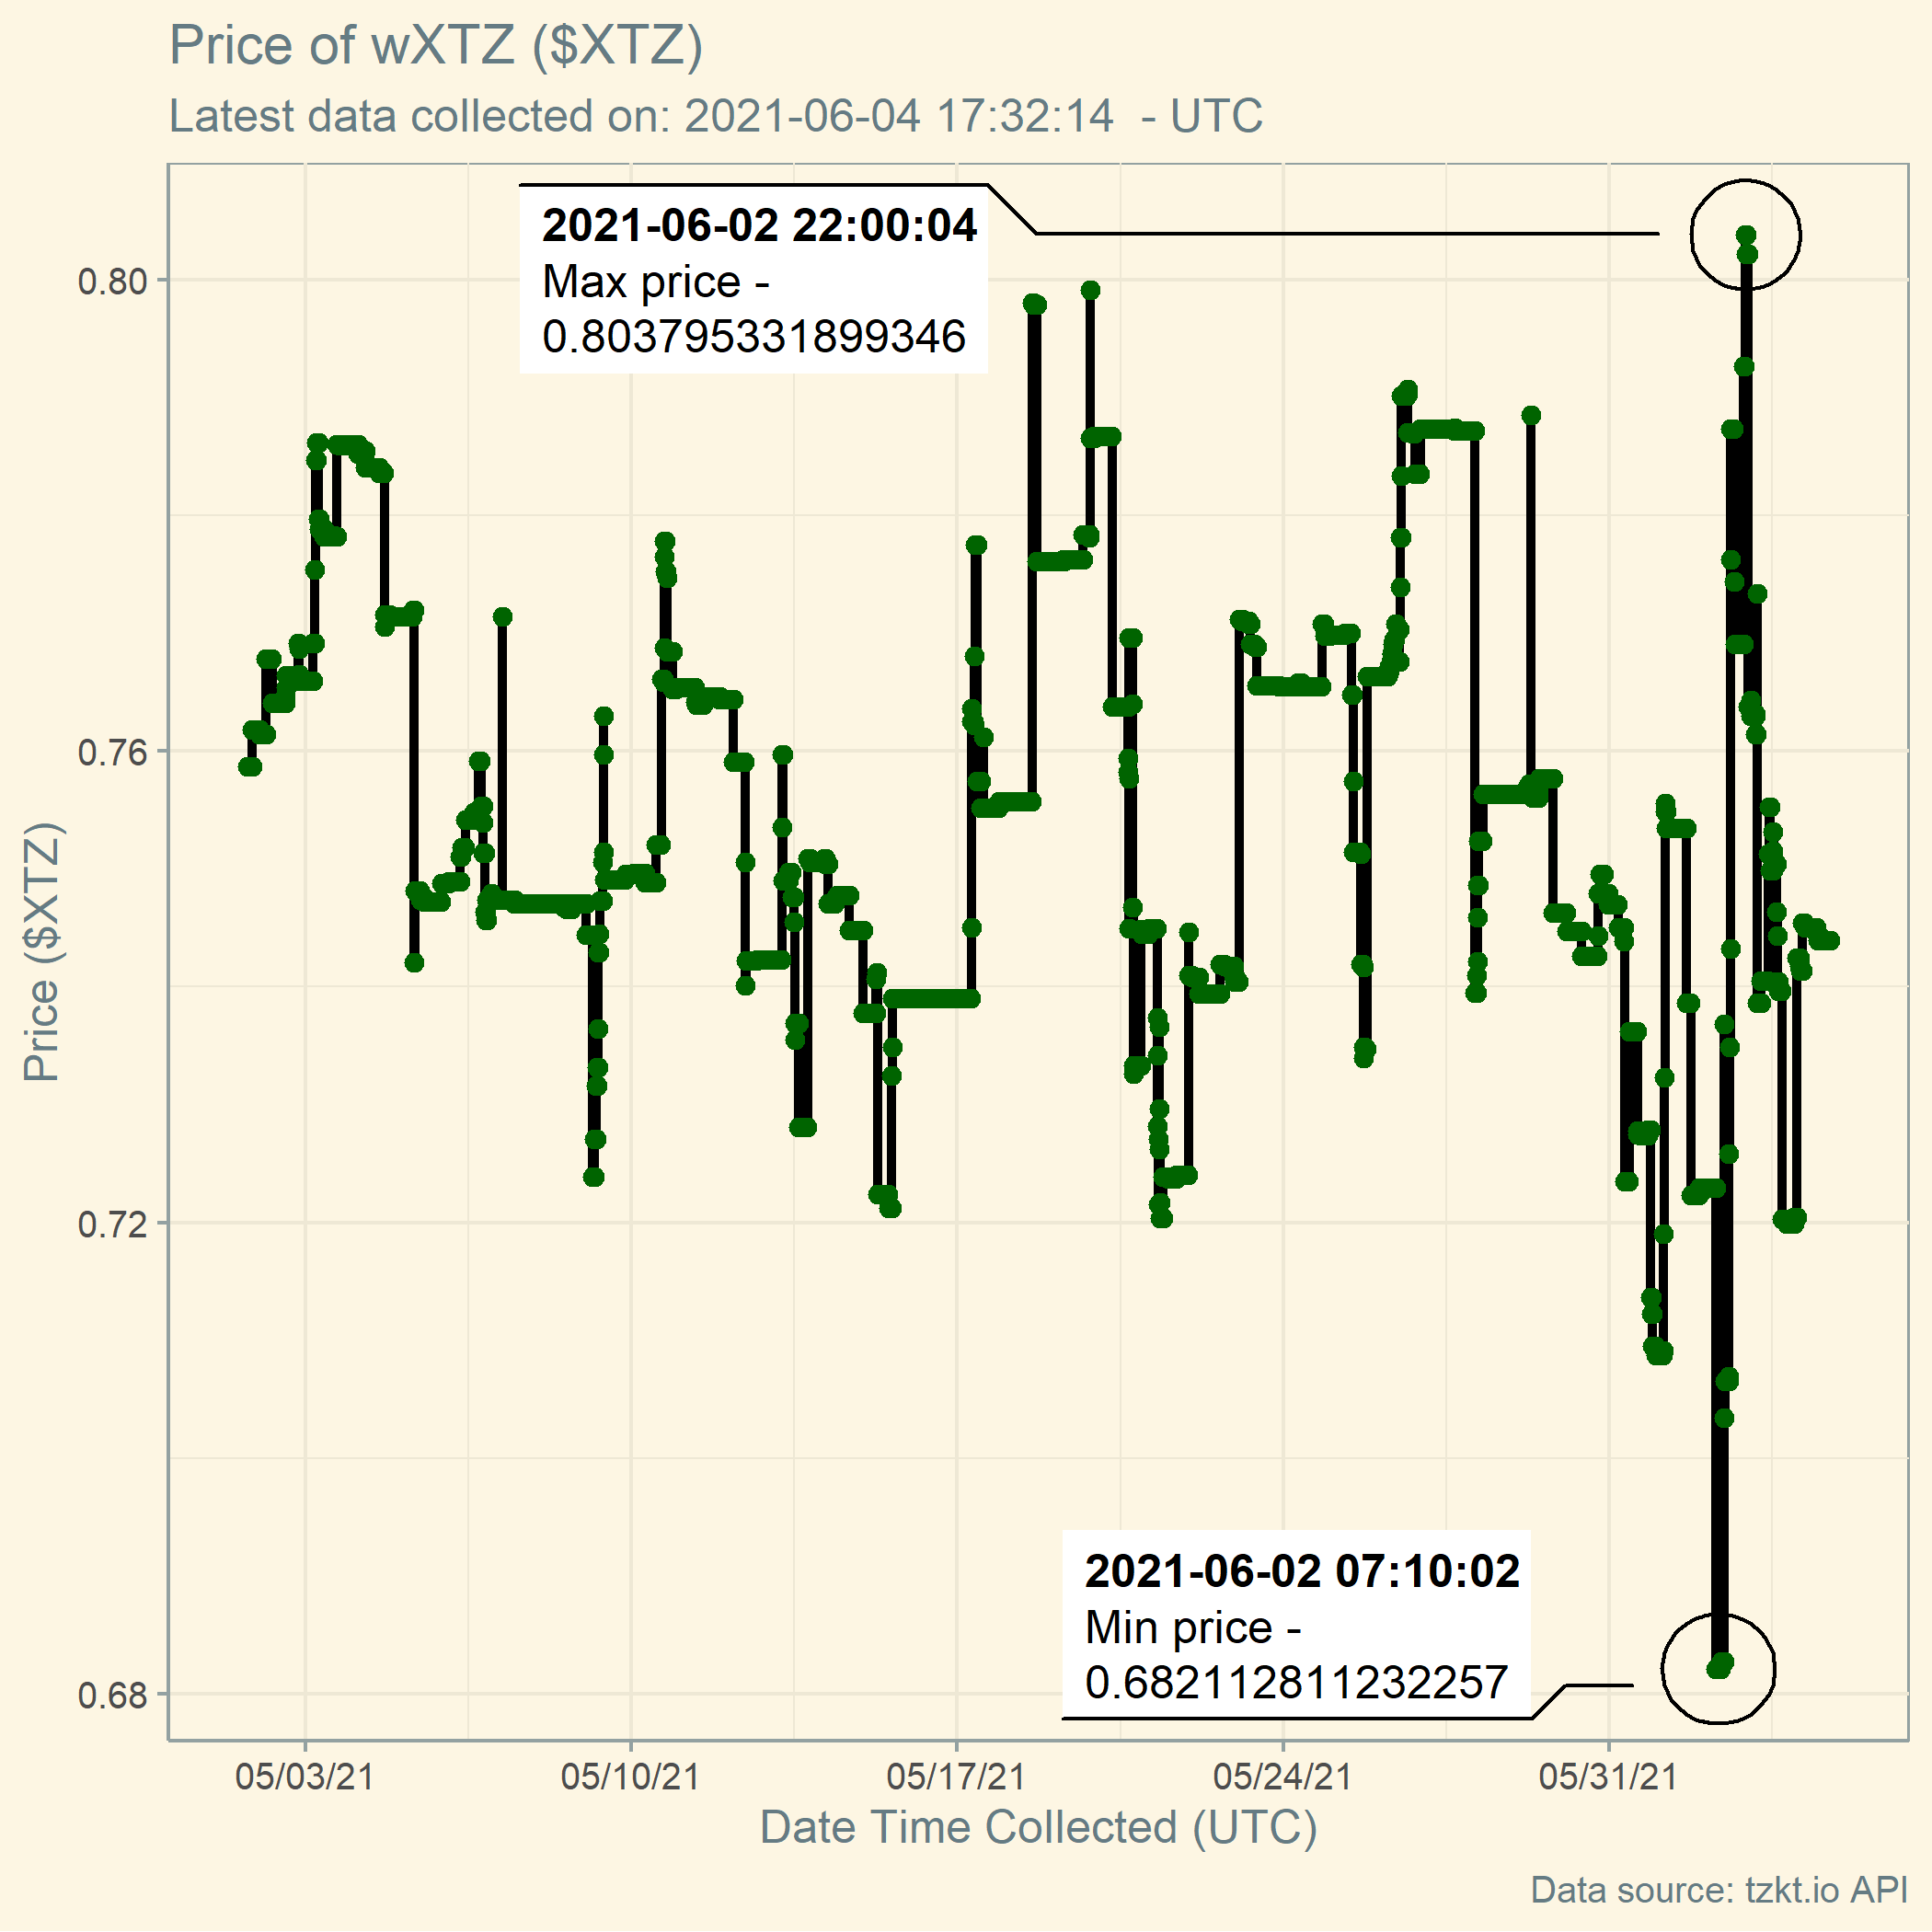 Price of wXTZ ($XTZ)
Latest data collected on: 2021-06-04 17:32:14  - UTC
2021-06-02 22:00:04
Max price -
0.803795331899346
0.80
0.76
0.72
0.68
Price ($XTZ)
2021-06-02 07:10:02
Min price -
0.682112811232257
05/03/21
05/10/21
05/17/21
05/24/21
05/31/21
Date Time Collected (UTC)
Data source: tzkt.io API